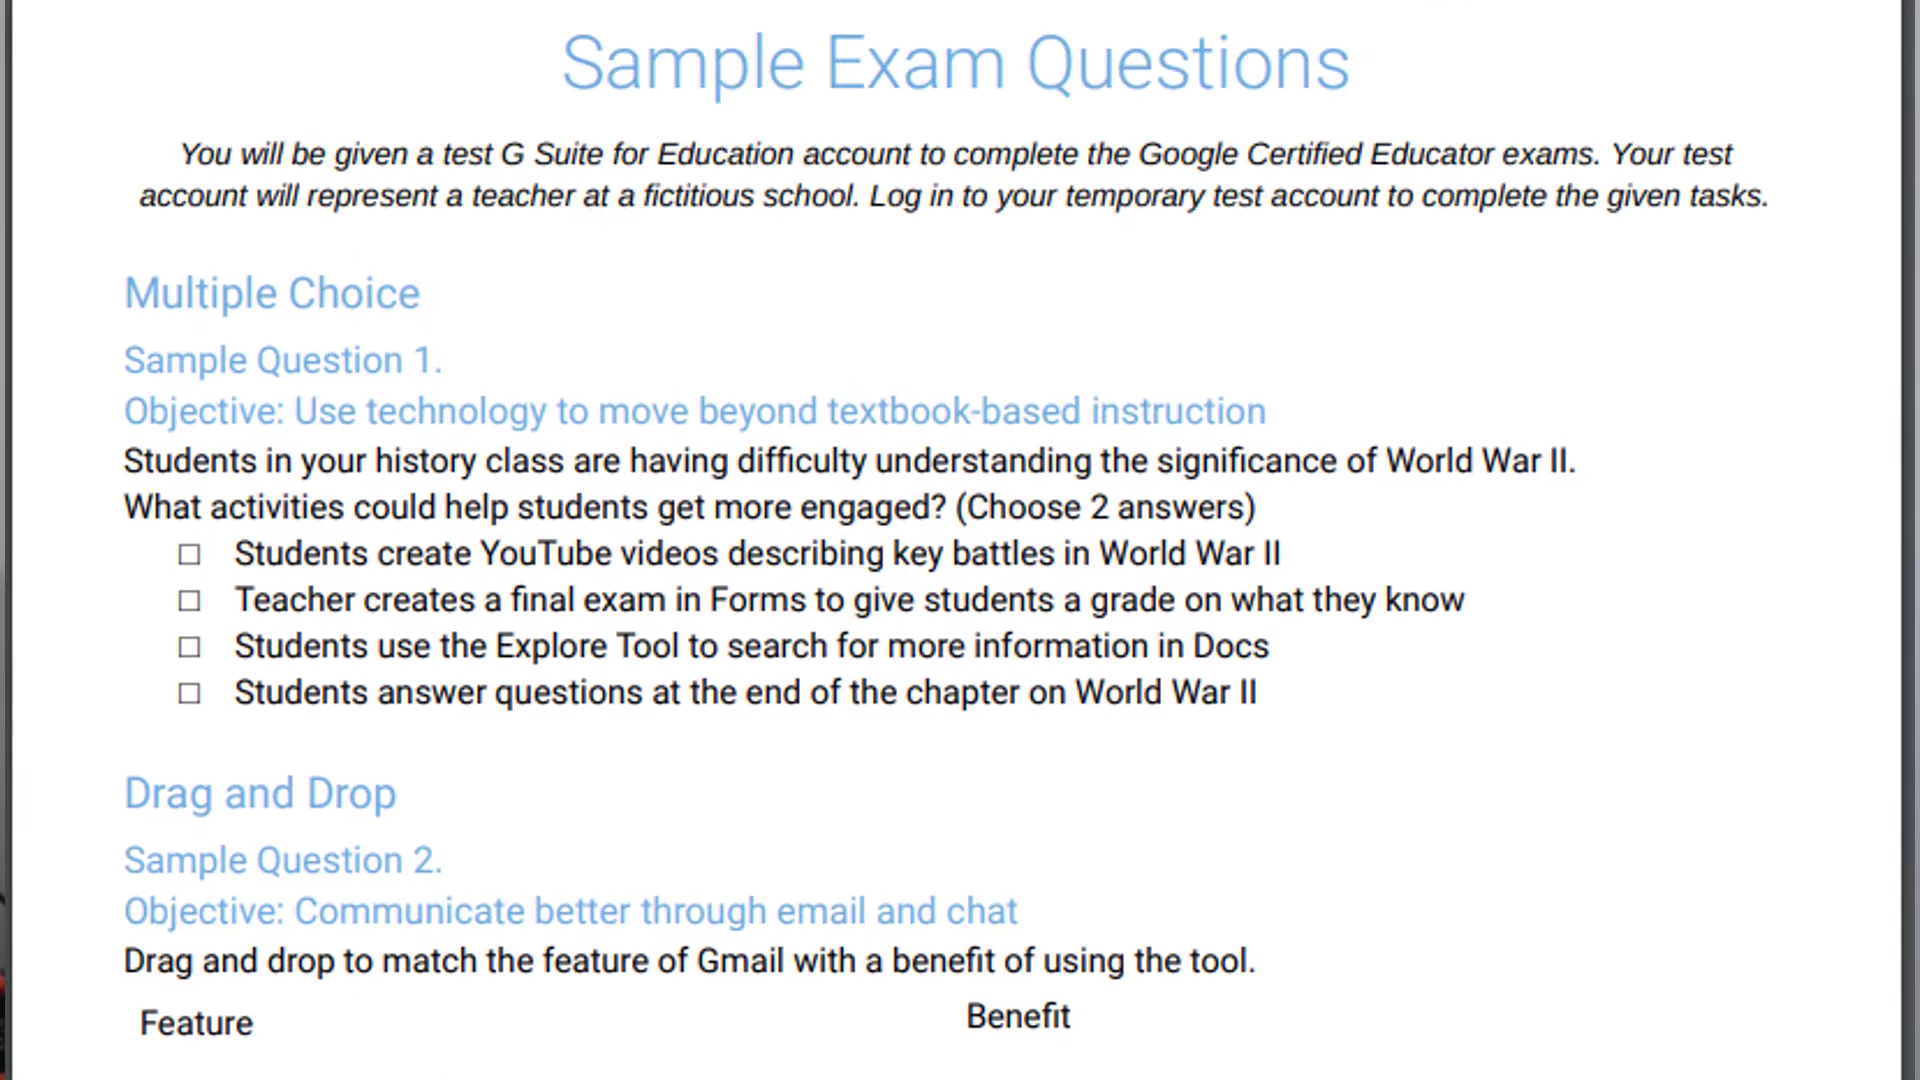 Sample Exam Questions
You will be given a test G Suite for Education account to complete the Google Certified Educator exams. Your test
account will represent a teacher at a fictitious school. Log in to your temporary test account to complete the given tasks.
Multiple Choice
Sample Question 1.
Objective: Use technology to move beyond textbook-based instruction
Students in your history class are having difficulty understanding the significance of World War II.
What activities could help students get more engaged? (Choose 2 answers)
☐ Students create YouTube videos describing key battles in World War II
☐ Teacher creates a final exam in Forms to give students a grade on what they know
☐ Students use the Explore Tool to search for more information in Docs
☐ Students answer questions at the end of the chapter on World War II
Drag and Drop
Sample Question 2.
Objective: Communicate better through email and chat
Drag and drop to match the feature of Gmail with a benefit of using the tool.
Feature Benefit